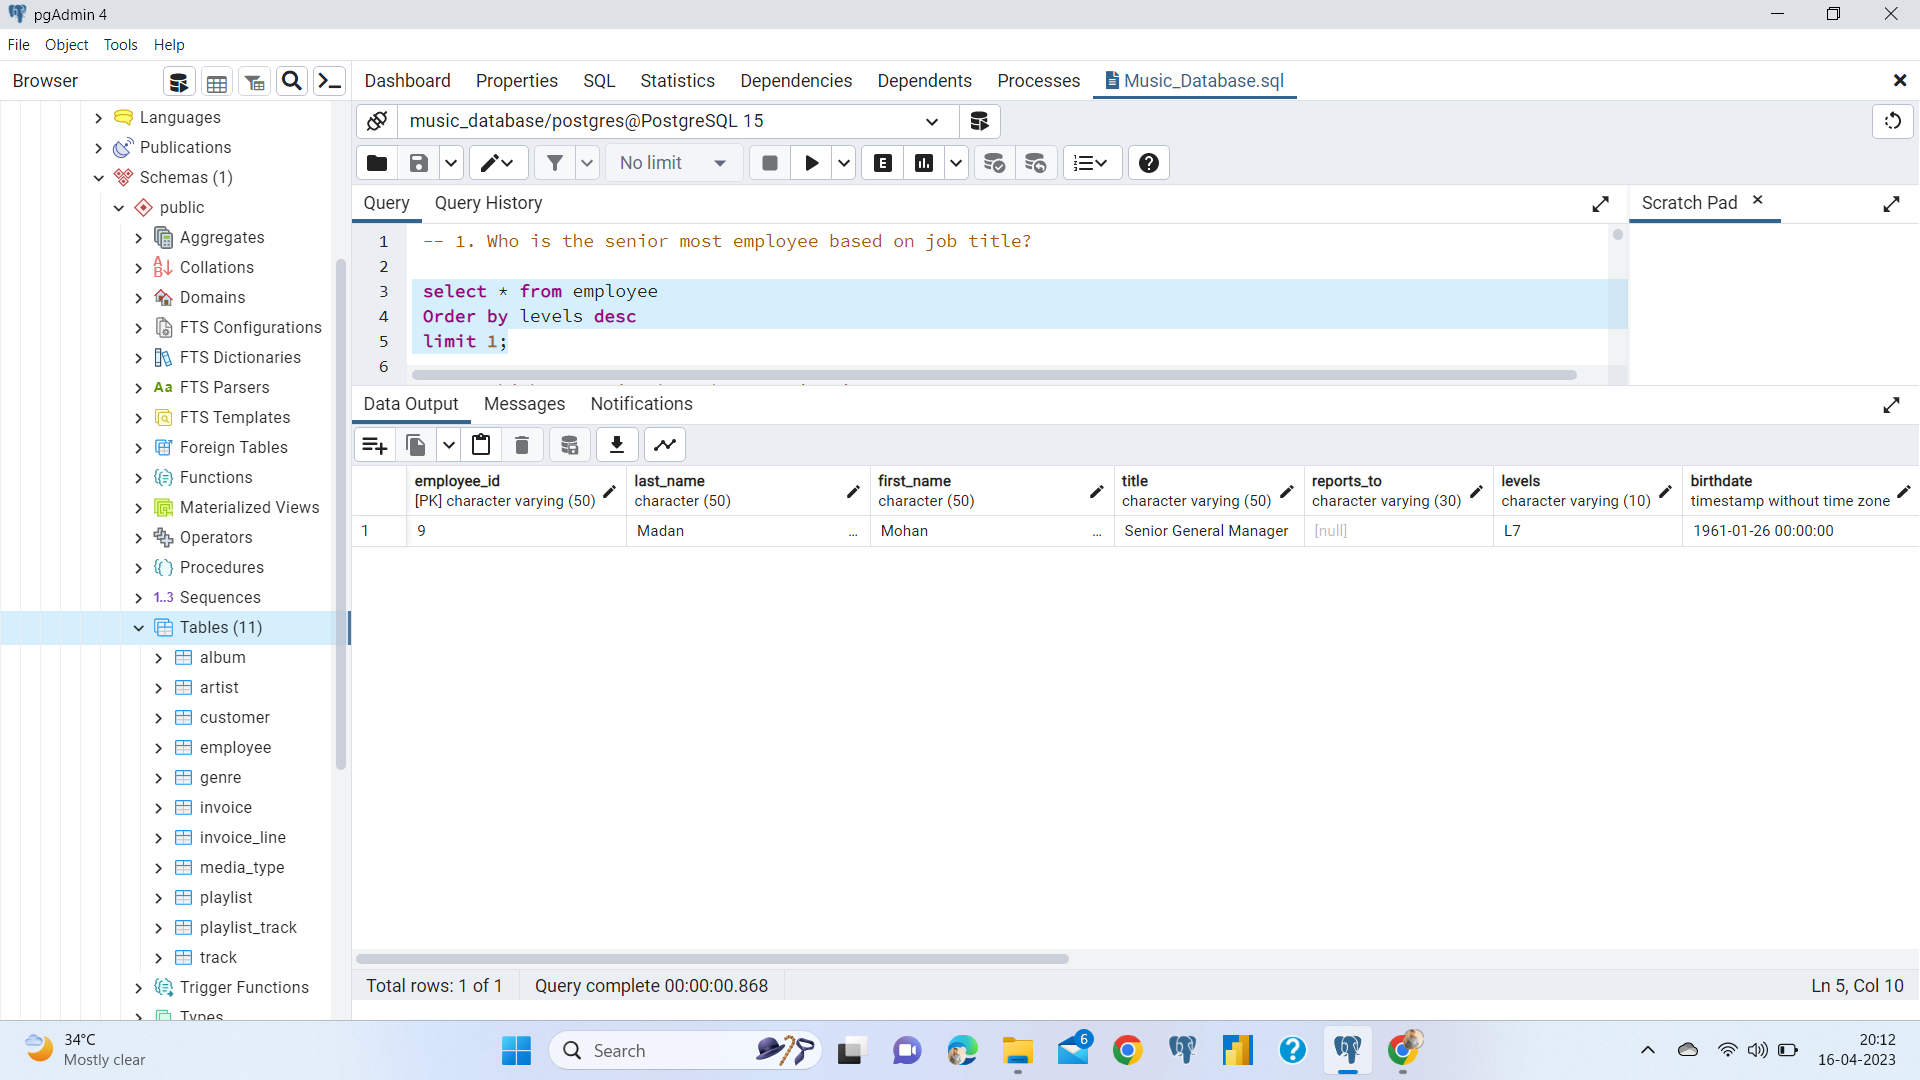 pgAdmin 4
File Object Tools Help
Browser
Dashboard Properties SQL Statistics Dependencies Dependents Processes Music_Database.sql
Languages
Publications
Schemas (1)
public
Aggregates
Collations
Domains
FTS Configurations
FTS Dictionaries
FTS Parsers
FTS Templates
Foreign Tables
Functions
Materialized Views
Operators
Procedures
1..3 Sequences
Tables (11)
album
artist
customer
employee
genre
invoice
invoice_line
media_type
playlist
playlist_track
track
Trigger Functions
Types
music_database/postgres@PostgreSQL 15
No limit
Query Query History
Scratch Pad
1 -- 1. Who is the senior most employee based on job title?
2
3 select * from employee
4 Order by levels desc
5 limit 1;
6
Data Output Messages Notifications
employee_id last_name first_name title reports_to levels birthdate
[PK] character varying (50) character (50) character (50) character varying (50) character varying (30) character varying (10) timestamp without time zone
1 9 Madan ... Mohan ... Senior General Manager [null] L7 1961-01-26 00:00:00
Total rows: 1 of 1 Query complete 00:00:00.868 Ln 5, Col 10
34°C
Mostly clear
Search
6
20:12
16-04-2023